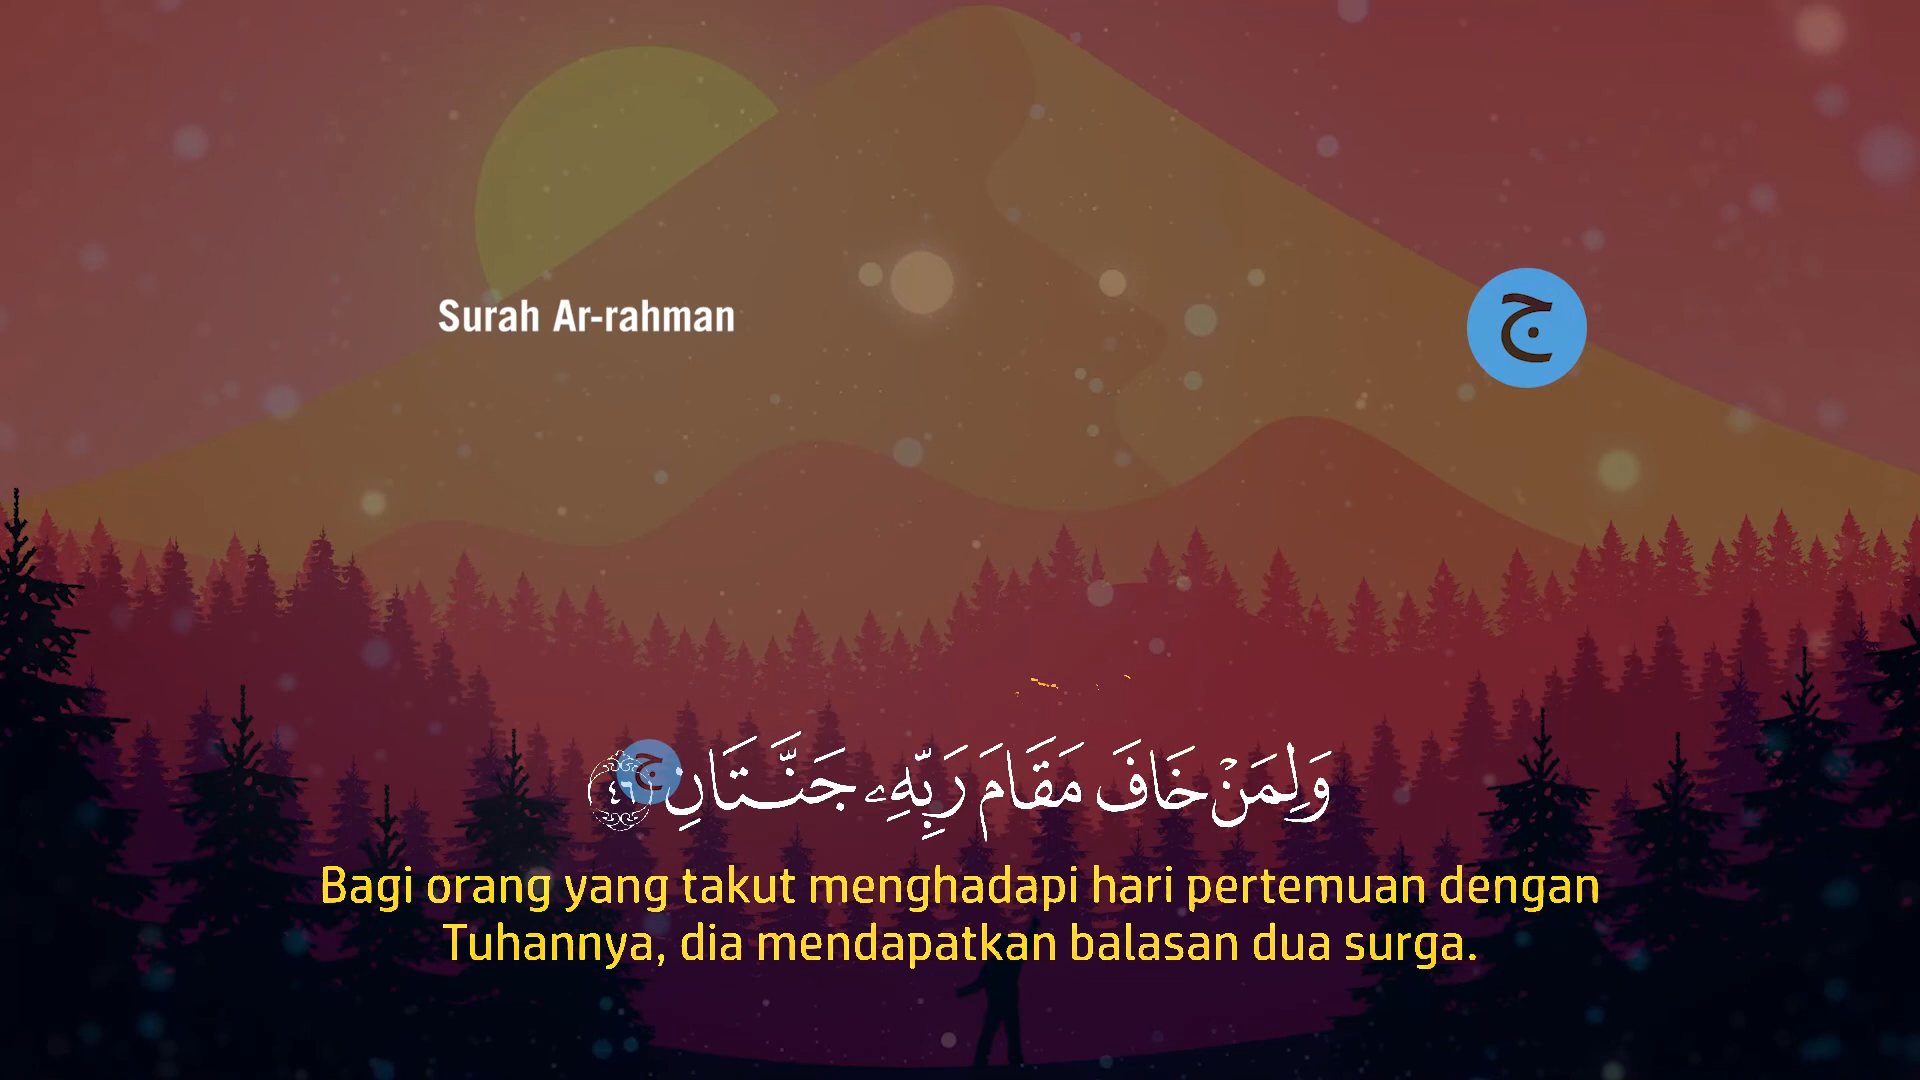 Surah Ar-rahman
ج
وَلِمَنْ خَافَ مَقَامَ رَبِّهِۦ جَنَّتَانِ ٤٦
ج
Bagi orang yang takut menghadapi hari pertemuan dengan
Tuhannya, dia mendapatkan balasan dua surga.